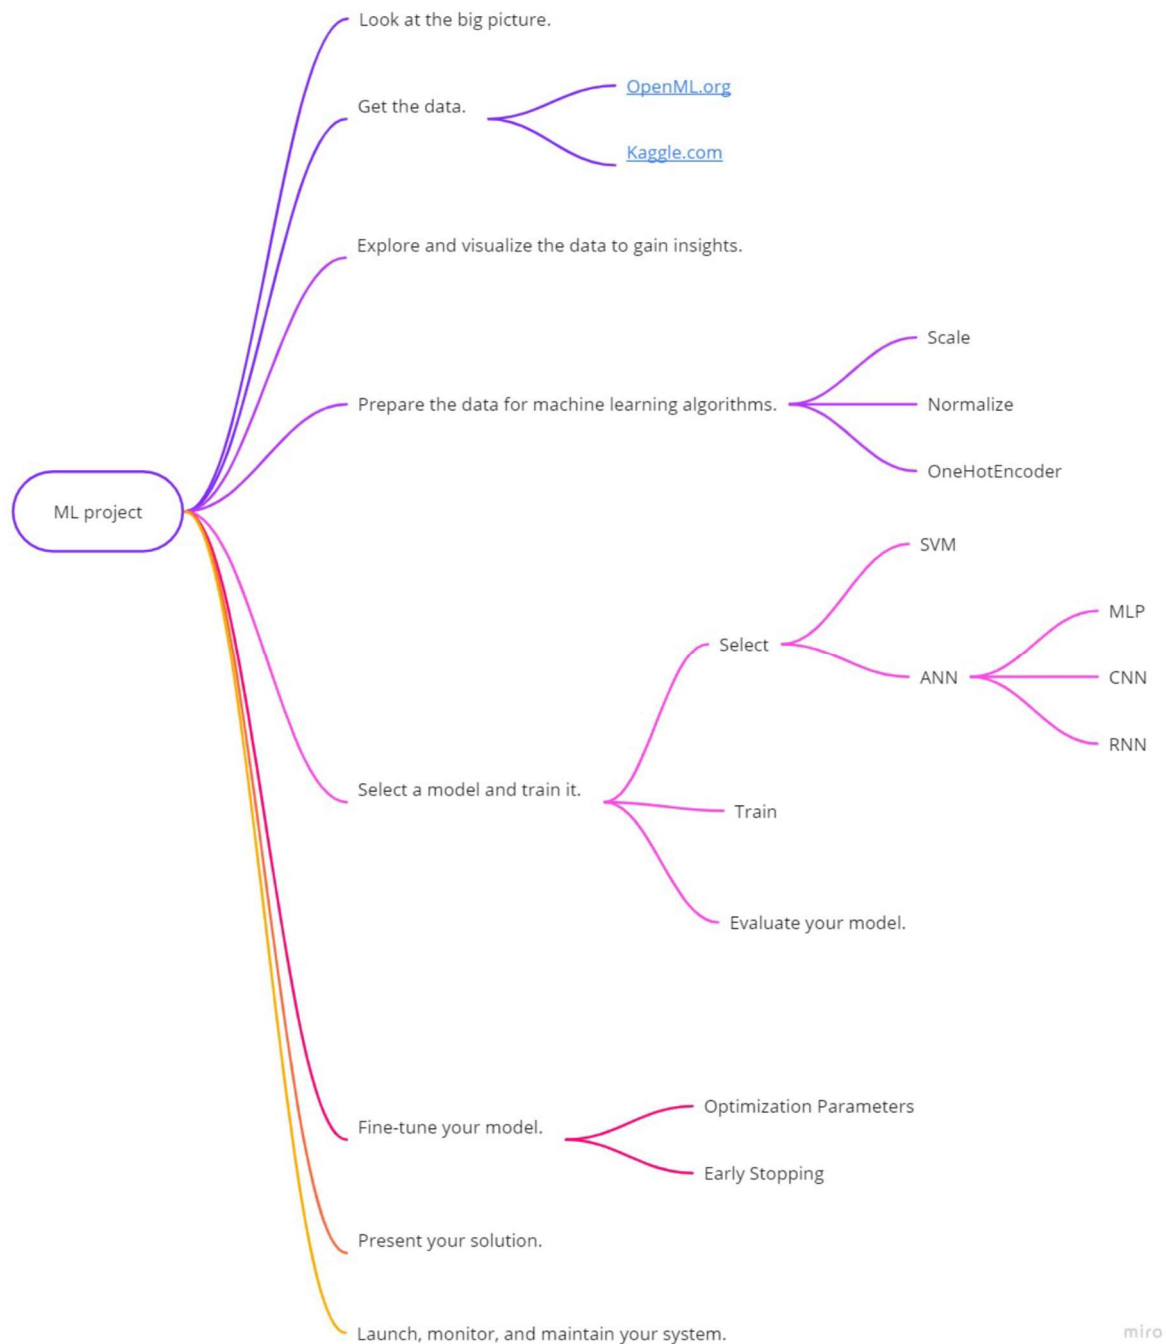 Look at the big picture.
OpenML.org
Get the data.
Kaggle.com
Explore and visualize the data to gain insights.
Scale
Prepare the data for machine learning algorithms.
Normalize
OneHotEncoder
ML project
SVM
MLP
Select
ANN
CNN
RNN
Select a model and train it.
Train
Evaluate your model.
Optimization Parameters
Fine-tune your model.
Early Stopping
Present your solution.
Launch, monitor, and maintain your system.
miro